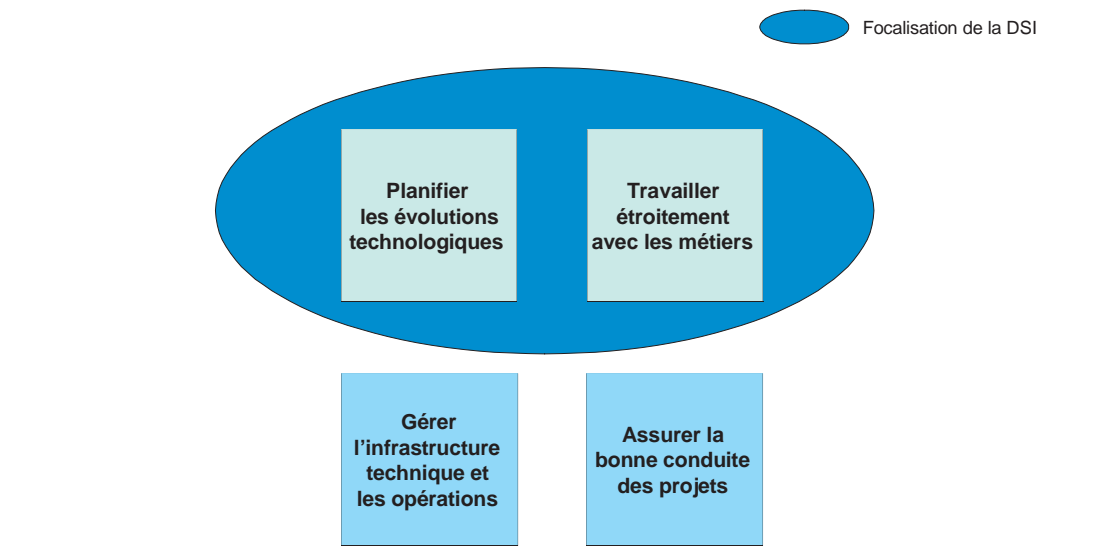 Focalisation de la DSI
Planifier
les évolutions
technologiques
Travailler
étroitement
avec les métiers
Gérer
l’infrastructure
technique et
les opérations
Assurer la
bonne conduite
des projets